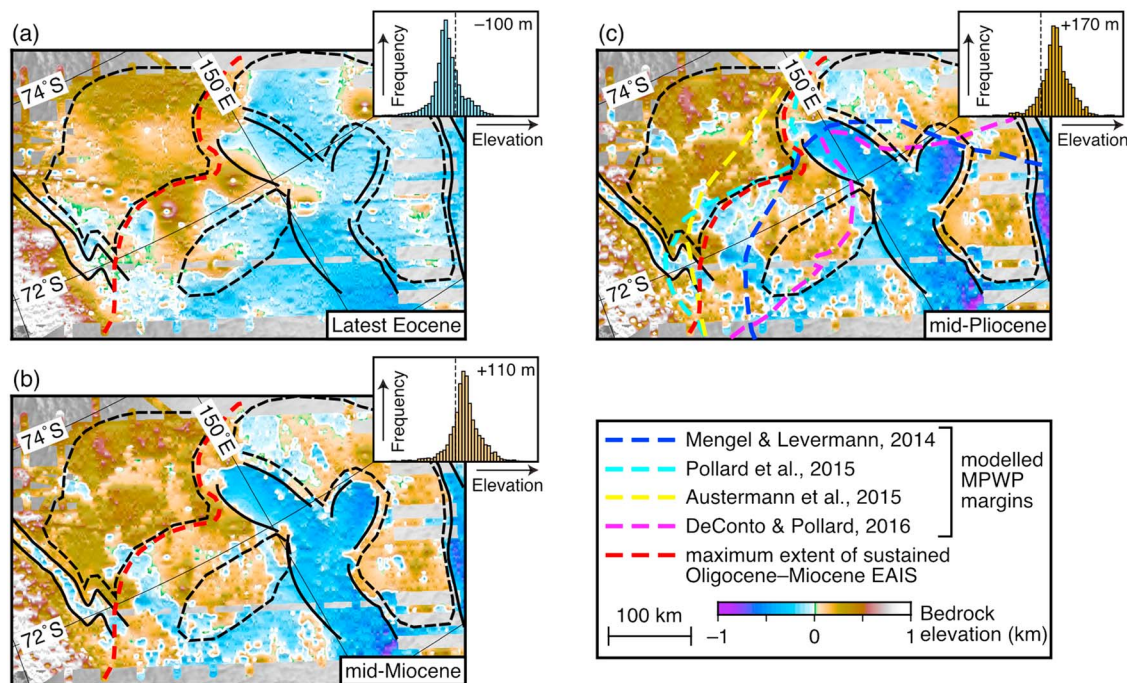 (a)
−100 m
Frequency
Elevation
74°S
150°E
72°S
Latest Eocene
(c)
+170 m
Frequency
Elevation
74°S
150°E
72°S
mid-Pliocene
(b)
+110 m
Frequency
Elevation
74°S
150°E
72°S
mid-Miocene
Mengel & Levermann, 2014
Pollard et al., 2015
Austermann et al., 2015
DeConto & Pollard, 2016
modelled
MPWP
margins
maximum extent of sustained
Oligocene–Miocene EAIS
100 km
−1 0 1
Bedrock
elevation (km)